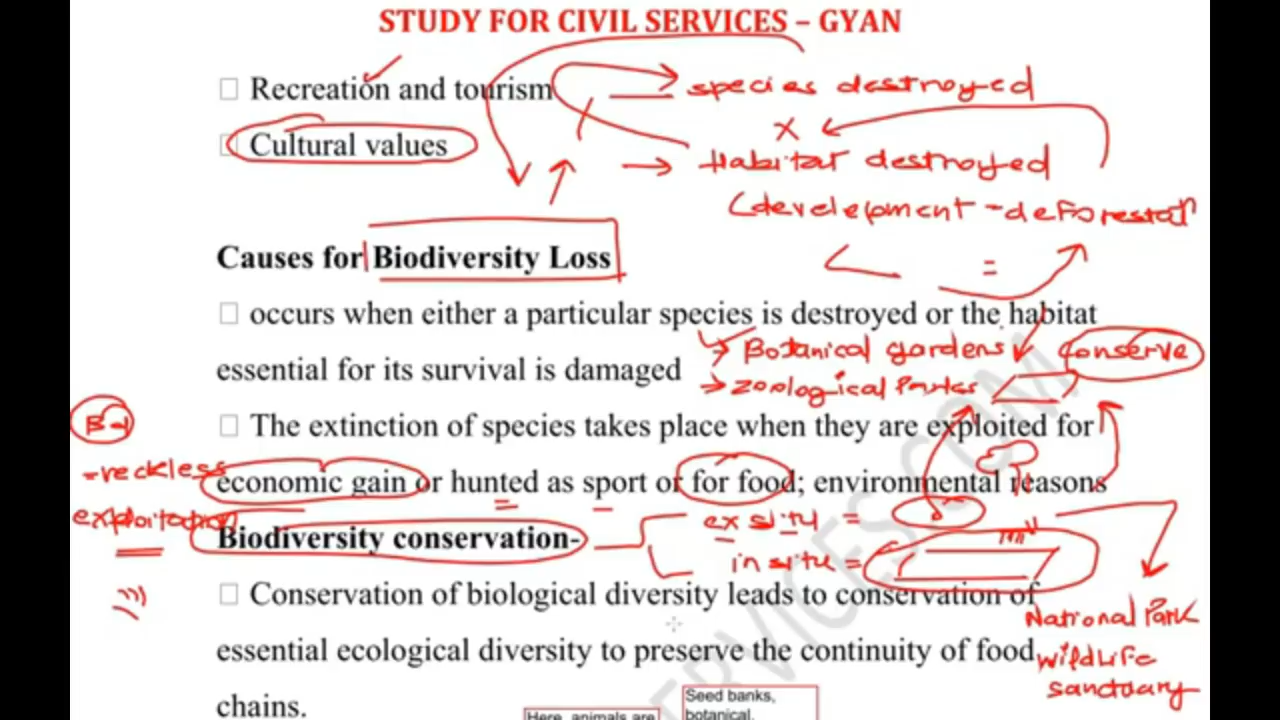 STUDY FOR CIVIL SERVICES – GYAN
Recreation and tourism
species destroyed
Cultural values
Habitat destroyed
(development - deforestat
Causes for Biodiversity Loss
occurs when either a particular species is destroyed or the habitat
Botanical gardens conserve
essential for its survival is damaged
zoological Parks
The extinction of species takes place when they are exploited for
-reckless
economic gain or hunted as sport or for food; environmental reasons
exploitation
ex situ =
Biodiversity conservation-
in situ =
Conservation of biological diversity leads to conservation of
National Park
essential ecological diversity to preserve the continuity of food
wildlife
sanctuary
chains.
Seed banks,
botanical,
Here, animals are
SERVICES.COM